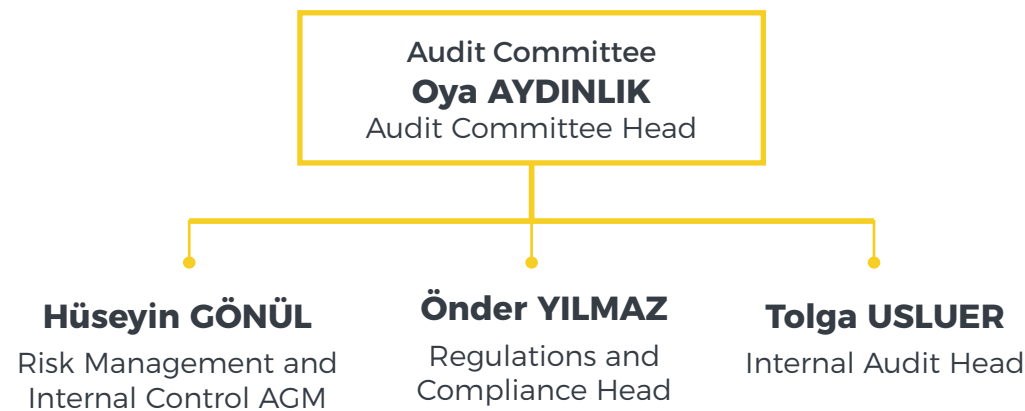 Audit Committee
Oya AYDINLIK
Audit Committee Head
Hüseyin GÖNÜL
Risk Management and
Internal Control AGM
Önder YILMAZ
Regulations and
Compliance Head
Tolga USLUER
Internal Audit Head